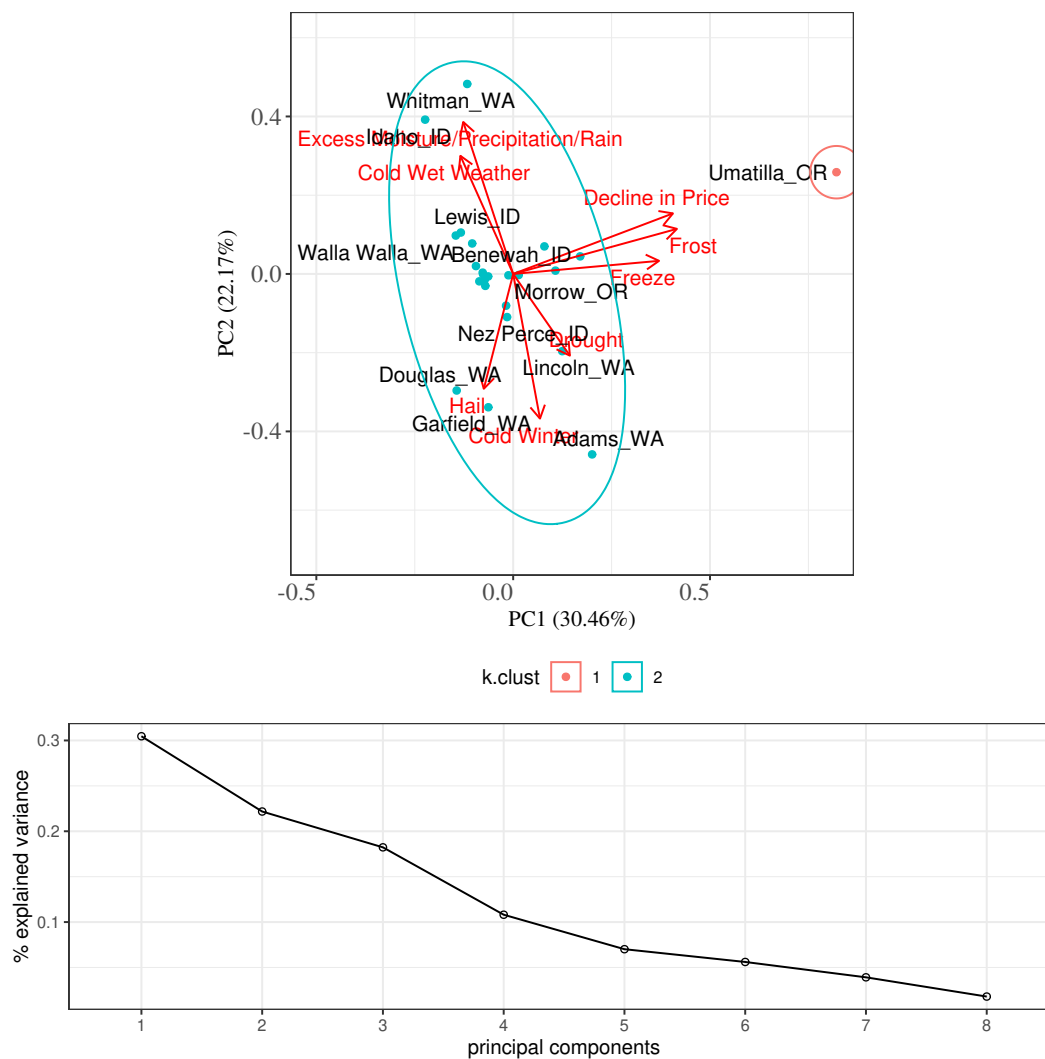 Whitman_WA
Idaho_ID
Excess Moisture/Precipitation/Rain
Cold Wet Weather
Umatilla_OR
Decline in Price
Lewis_ID
Frost
Walla Walla_WA
Benewah_ID
Freeze
Morrow_OR
Nez Perce_ID
Drought
Lincoln_WA
Douglas_WA
Hail
Garfield_WA
Cold Winter
Adams_WA
0.4
0.0
-0.4
PC2 (22.17%)
-0.5
0.0
0.5
PC1 (30.46%)
k.clust
1
2
0.3
0.2
0.1
% explained variance
1
2
3
4
5
6
7
8
principal components